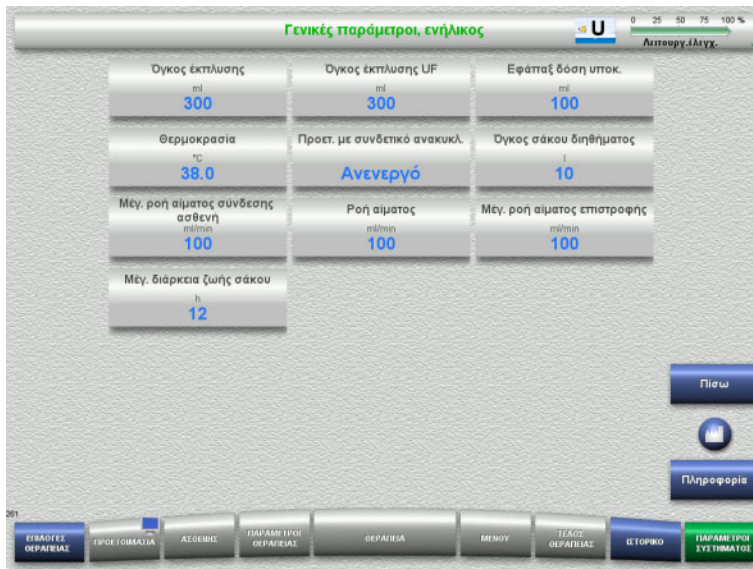 Γενικές παράμετροι, ενήλικος
U
0 25 50 75 100 %
Λειτουργ.έλεγχ.
Όγκος έκπλυσης
ml
300
Όγκος έκπλυσης UF
ml
300
Εφάπαξ δόση υποκ.
ml
100
Θερμοκρασία
°C
38.0
Προετ. με συνδετικό ανακυκλ.
Ανενεργό
Όγκος σάκου διηθήματος
l
10
Μέγ. ροή αίματος σύνδεσης
ασθενή
ml/min
100
Ροή αίματος
ml/min
100
Μέγ. ροή αίματος επιστροφής
ml/min
100
Μέγ. διάρκεια ζωής σάκου
h
12
Πίσω
Πληροφορία
261
ΕΠΙΛΟΓΕΣ
ΘΕΡΑΠΕΙΑΣ
ΠΡΟΕΤΟΙΜΑΣΙΑ
ΑΣΘΕΝΗΣ
ΠΑΡΑΜΕΤΡΟΙ
ΘΕΡΑΠΕΙΑΣ
ΘΕΡΑΠΕΙΑ
ΜΕΝΟΥ
ΤΕΛΟΣ
ΘΕΡΑΠΕΙΑΣ
ΙΣΤΟΡΙΚΟ
ΠΑΡΑΜΕΤΡΟΙ
ΣΥΣΤΗΜΑΤΟΣ